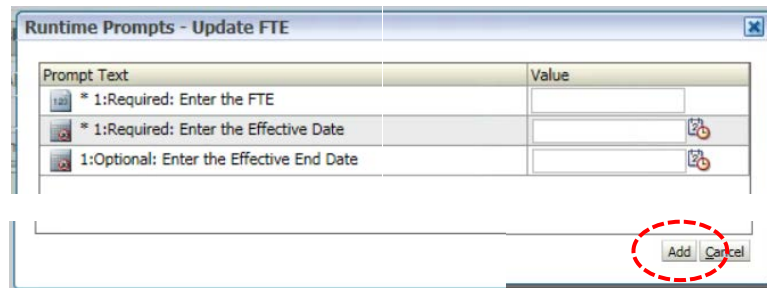 Runtime Prompts - Update FTE
Prompt Text Value
123 * 1:Required: Enter the FTE
* 1:Required: Enter the Effective Date
1:Optional: Enter the Effective End Date
Add Cancel